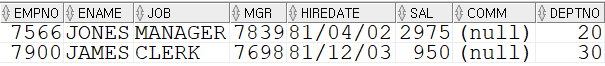 EMPNO ENAME JOB MGR HIREDATE SAL COMM DEPTNO
7566 JONES MANAGER 7839 81/04/02 2975 (null) 20
7900 JAMES CLERK 7698 81/12/03 950 (null) 30